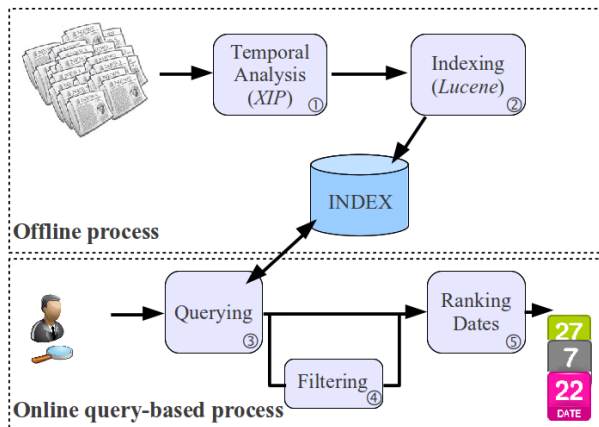 Temporal
Analysis
(XIP)
①
Indexing
(Lucene)
②
INDEX
Offline process
Querying
③
Filtering
④
Ranking
Dates
⑤
27
7
22
DATE
Online query-based process